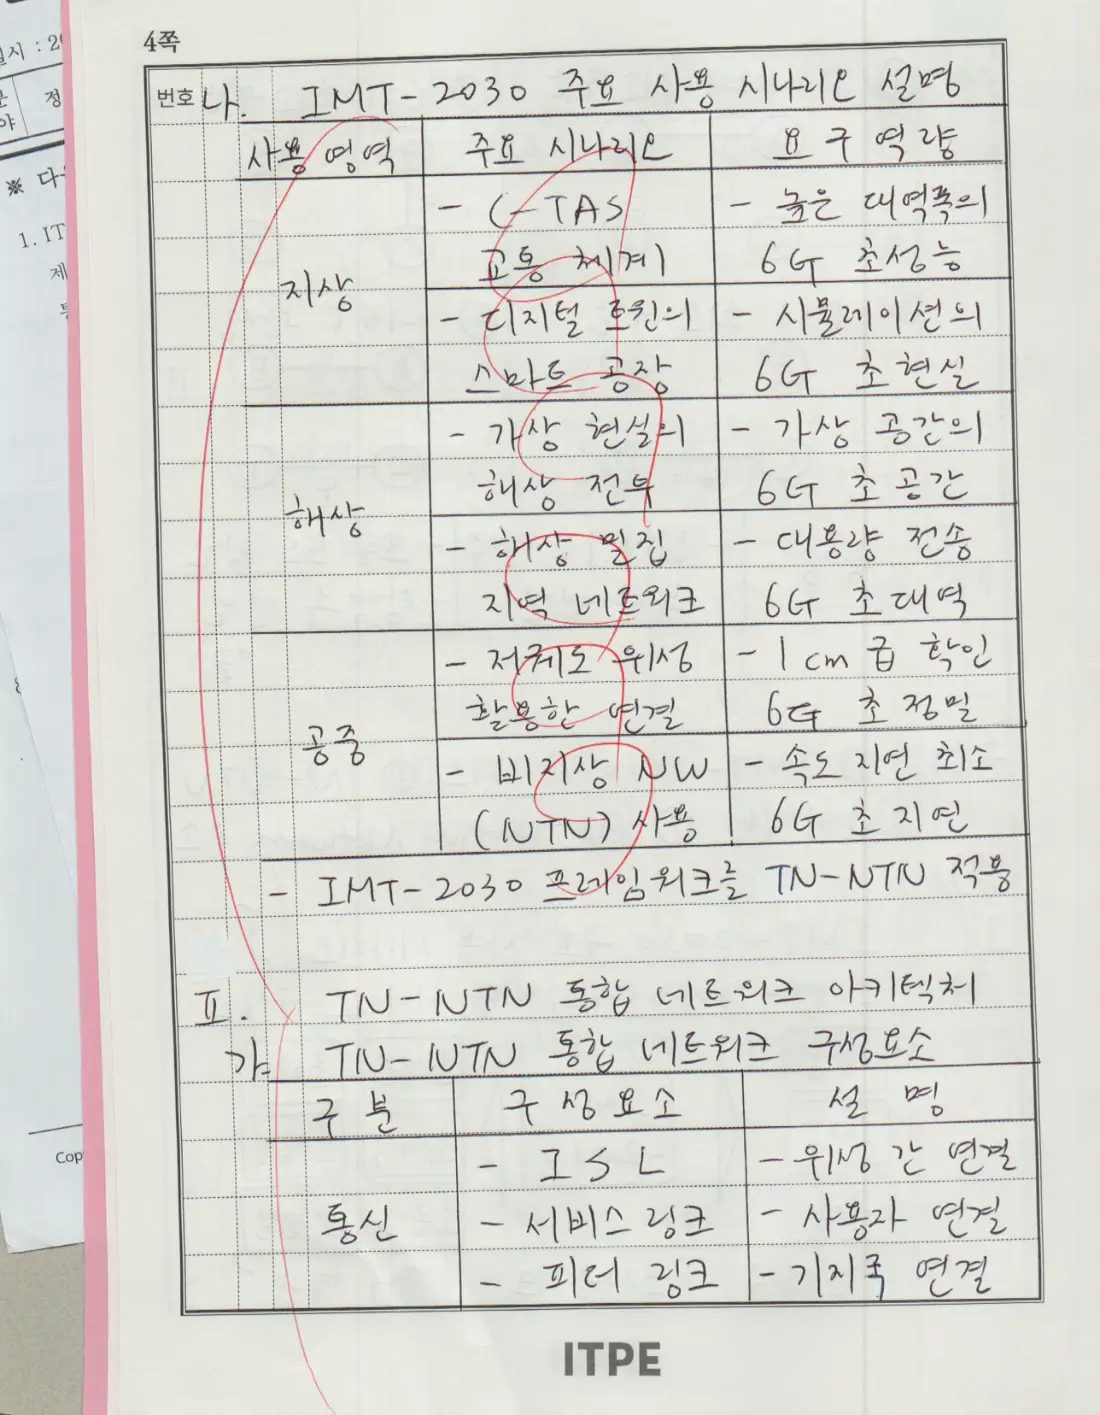 4쪽
번호 나. IMT-2030 주요 사용 시나리오 설명
사용영역 주요 시나리오 요구역량
지상
- C-TAS - 높은 대역폭의
교통 체계 6G 초성능
- 디지털 트윈의 - 시뮬레이션의
스마트 공장 6G 초현실
해상
- 가상 현실의 - 가상 공간의
해상 전투 6G 초공간
- 해상 밀집 - 대용량 전송
지역 네트워크 6G 초대역
공중
- 저궤도 위성 - 1cm급 확인
활용한 연결 6G 초정밀
- 비지상 NW - 속도 지연 최소
(NTN) 사용 6G 초지연
- IMT-2030 프레임워크를 TN-NTN 적용
II. TN-NTN 통합 네트워크 아키텍처
가. TN-NTN 통합 네트워크 구성요소
구분 구성요소 설명
통신
- ISL - 위성 간 연결
- 서비스 링크 - 사용자 연결
- 피더 링크 - 기지국 연결
ITPE
일시 : 2
정
야
※ 다
1. IT
제
Cop